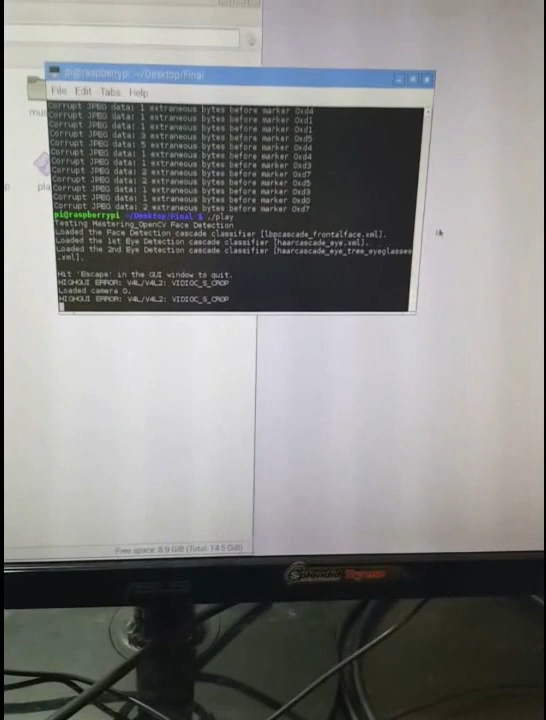 pi@raspberrypi: ~/Desktop/Final
File Edit Tabs Help
Corrupt JPEG data: 1 extraneous bytes before marker 0xd4
Corrupt JPEG data: 1 extraneous bytes before marker 0xd1
Corrupt JPEG data: 1 extraneous bytes before marker 0xd1
Corrupt JPEG data: 3 extraneous bytes before marker 0xd5
Corrupt JPEG data: 5 extraneous bytes before marker 0xd4
Corrupt JPEG data: 1 extraneous bytes before marker 0xd4
Corrupt JPEG data: 1 extraneous bytes before marker 0xd3
Corrupt JPEG data: 2 extraneous bytes before marker 0xd7
Corrupt JPEG data: 2 extraneous bytes before marker 0xd5
Corrupt JPEG data: 1 extraneous bytes before marker 0xd3
Corrupt JPEG data: 1 extraneous bytes before marker 0xd0
Corrupt JPEG data: 2 extraneous bytes before marker 0xd7
pi@raspberrypi ~/Desktop/Final $ ./play
Testing Mastering_OpenCV Face Detection
Loaded the Face Detection cascade classifier [lbpcascade_frontalface.xml].
Loaded the 1st Eye Detection cascade classifier [haarcascade_eye.xml].
Loaded the 2nd Eye Detection cascade classifier [haarcascade_eye_tree_eyeglasses
.xml].
Hit 'Escape' in the GUI window to quit.
HIGHGUI ERROR: V4L/V4L2: VIDIOC_S_CROP
Loaded camera 0.
HIGHGUI ERROR: V4L/V4L2: VIDIOC_S_CROP
Free space: 8.9 GiB (Total: 14.5 GiB)
ASUS
Splendid